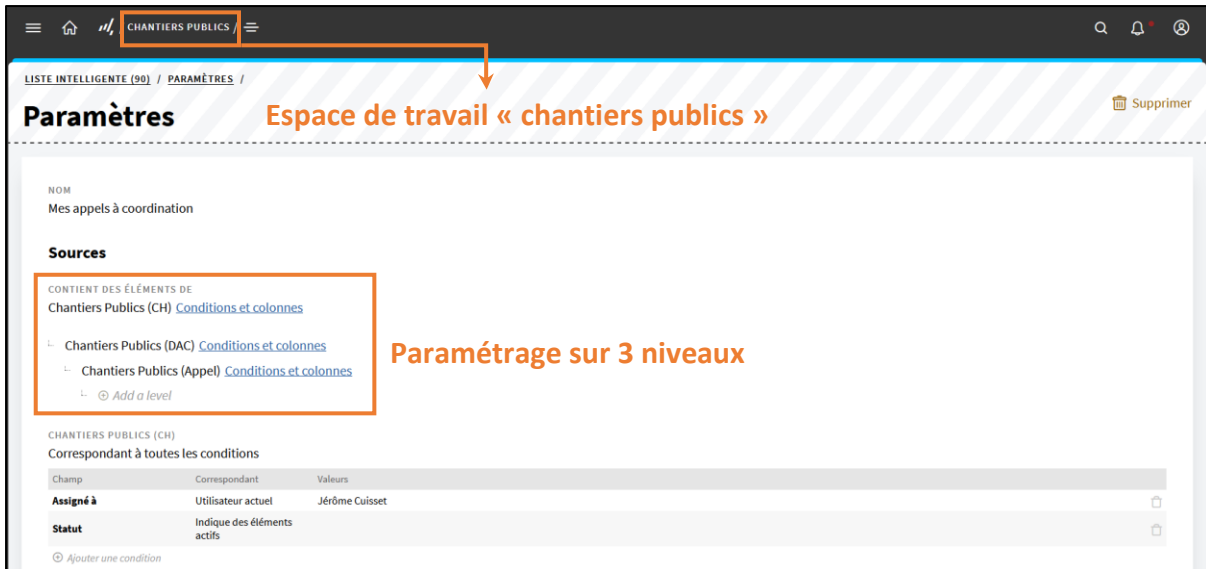 CHANTIERS PUBLICS /
LISTE INTELLIGENTE (90) / PARAMÈTRES /
Paramètres
Espace de travail « chantiers publics »
Supprimer
NOM
Mes appels à coordination
Sources
CONTIENT DES ÉLÉMENTS DE
Chantiers Publics (CH) Conditions et colonnes
Chantiers Publics (DAC) Conditions et colonnes
Paramétrage sur 3 niveaux
Chantiers Publics (Appel) Conditions et colonnes
Add a level
CHANTIERS PUBLICS (CH)
Correspondant à toutes les conditions
Champ Correspondant Valeurs
Assigné à Utilisateur actuel Jérôme Cuisset
Statut Indique des éléments
actifs
Ajouter une condition